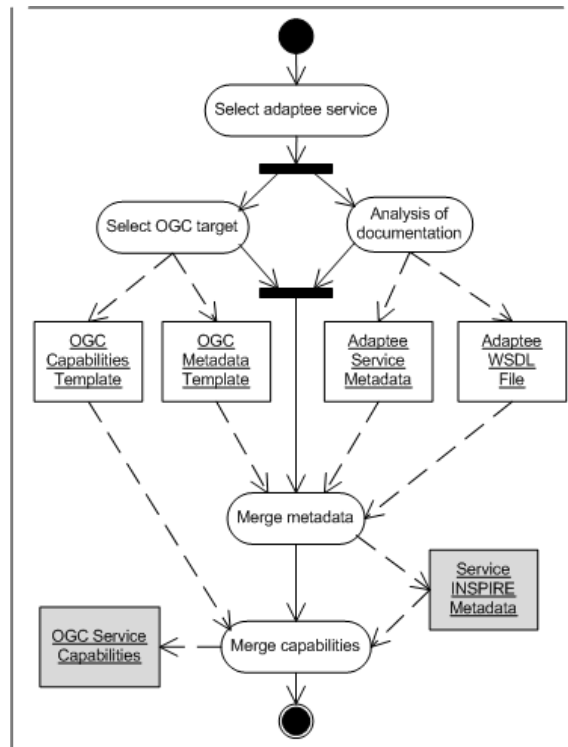 Select adaptee service
Select OGC target
Analysis of
documentation
OGC
Capabilities
Template
OGC
Metadata
Template
Adaptee
Service
Metadata
Adaptee
WSDL
File
Merge metadata
Service
INSPIRE
Metadata
OGC Service
Capabilities
Merge capabilities